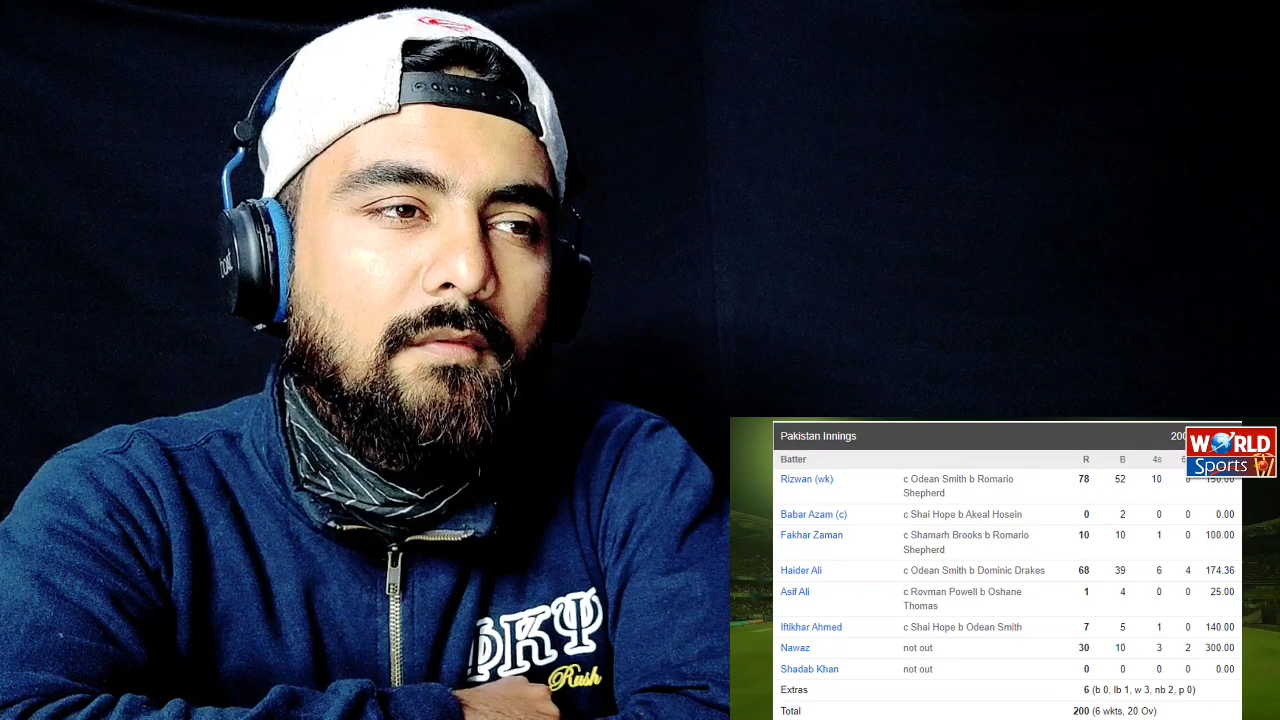 ΦΚΨ
Rush
Pakistan Innings 200
WORLD
Sports
Batter R B 4s
Rizwan (wk) c Odean Smith b Romario Shepherd 78 52 10 0 150.00
Babar Azam (c) c Shai Hope b Akeal Hosein 0 2 0 0 0.00
Fakhar Zaman c Shamarh Brooks b Romario Shepherd 10 10 1 0 100.00
Haider Ali c Odean Smith b Dominic Drakes 68 39 6 4 174.36
Asif Ali c Rovman Powell b Oshane Thomas 1 4 0 0 25.00
Iftikhar Ahmed c Shai Hope b Odean Smith 7 5 1 0 140.00
Nawaz not out 30 10 3 2 300.00
Shadab Khan not out 0 0 0 0 0.00
Extras 6 (b 0, lb 1, w 3, nb 2, p 0)
Total 200 (6 wkts, 20 Ov)